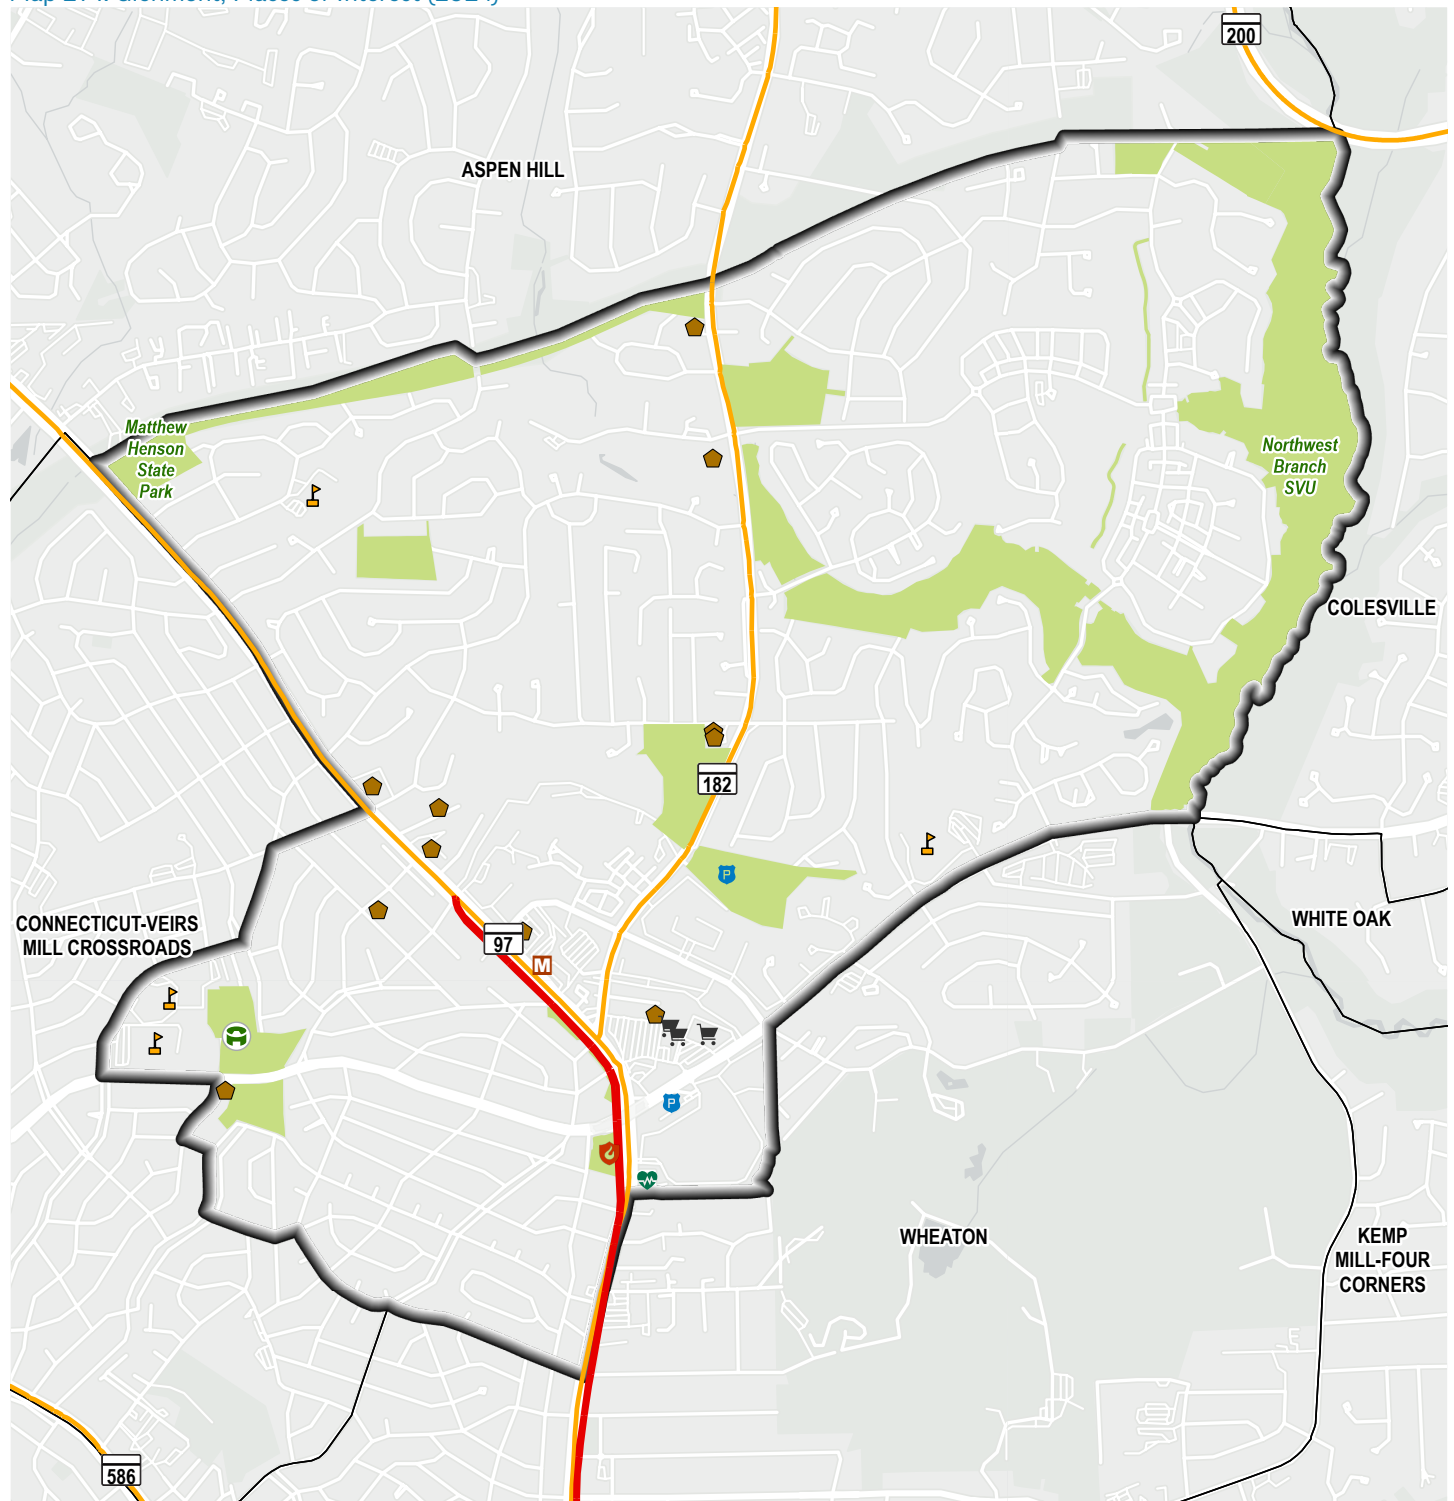 200
ASPEN HILL
Matthew
Henson
State
Park
Northwest
Branch
SVU
COLESVILLE
182
P
CONNECTICUT-VEIRS
MILL CROSSROADS
97
WHITE OAK
M
P
WHEATON
KEMP
MILL-FOUR
CORNERS
586